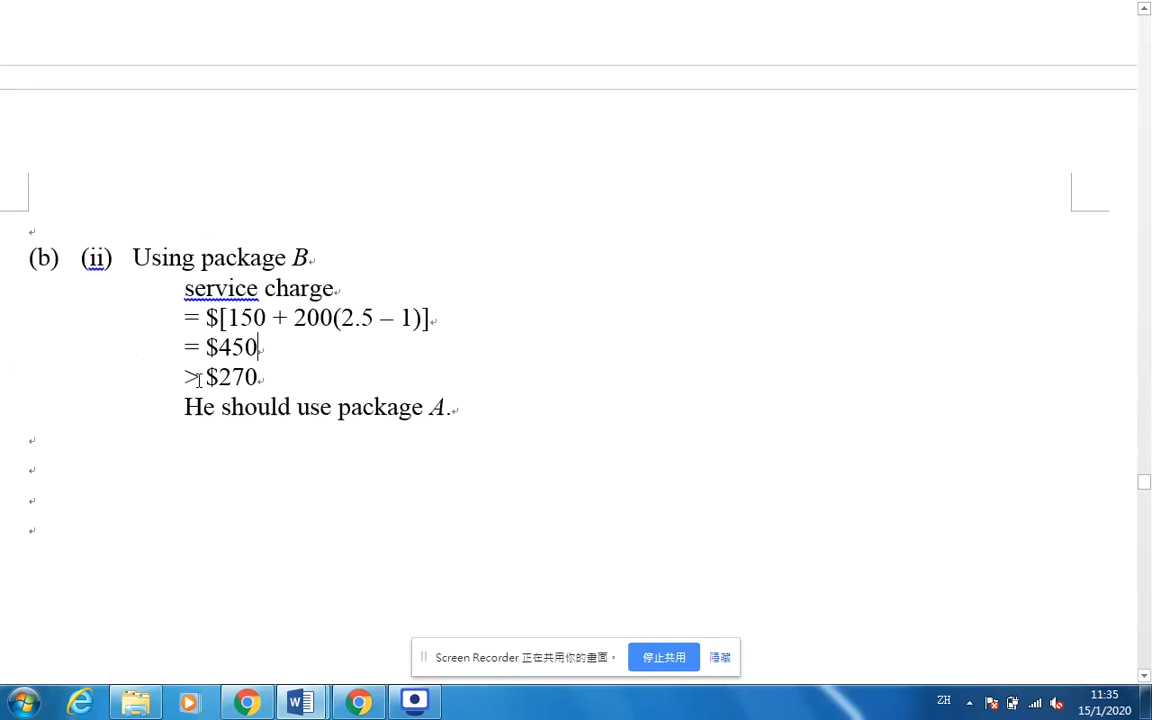 (b) (ii) Using package B
service charge
= $[150 + 200(2.5 – 1)]
= $450
> $270
He should use package A.
Screen Recorder 正在共用你的畫面。 停止共用 隱藏
ZH
11:35
15/1/2020